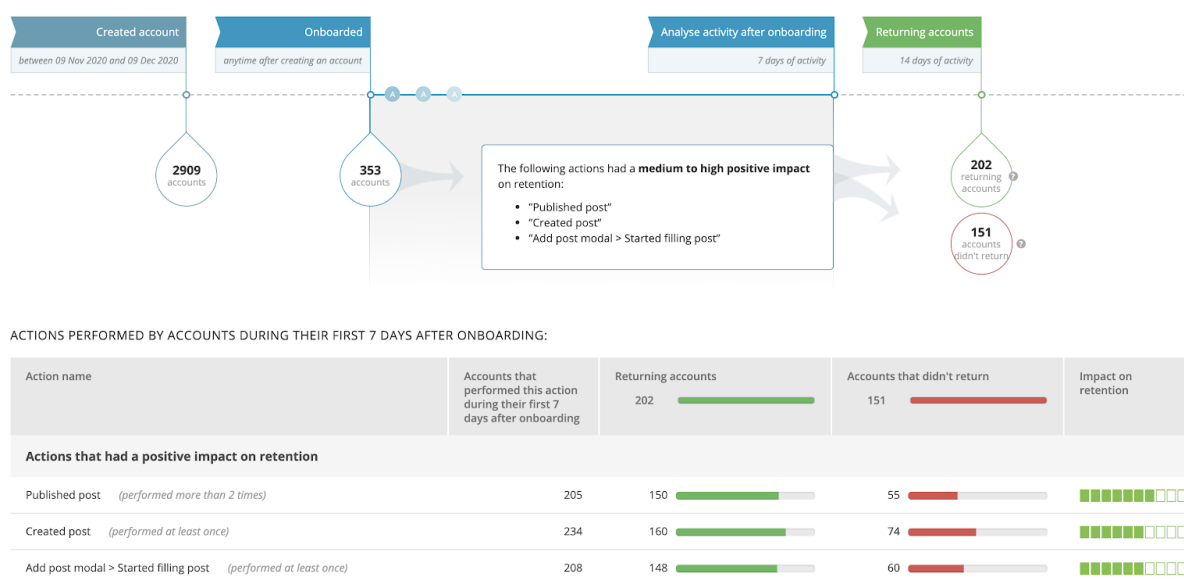 Created account
Onboarded
Analyse activity after onboarding
Returning accounts
between 09 Nov 2020 and 09 Dec 2020
anytime after creating an account
7 days of activity
14 days of activity
A A A
2909
accounts
353
accounts
The following actions had a medium to high positive impact
on retention:
• "Published post"
• "Created post"
• "Add post modal > Started filling post"
202
returning
accounts
?
151
accounts
didn't return
?
ACTIONS PERFORMED BY ACCOUNTS DURING THEIR FIRST 7 DAYS AFTER ONBOARDING:
Action name
Accounts that
performed this action
during their first 7
days after onboarding
Returning accounts
202
Accounts that didn't return
151
Impact on
retention
Actions that had a positive impact on retention
Published post (performed more than 2 times) 205 150 55
Created post (performed at least once) 234 160 74
Add post modal > Started filling post (performed at least once) 208 148 60